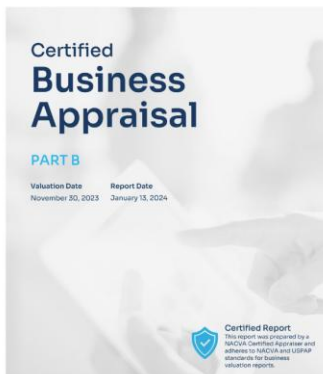 Certified
Business
Appraisal
PART B
Valuation Date Report Date
November 30, 2023 January 13, 2024
Certified Report
This report was prepared by a
NACVA Certified Appraiser and
adheres to NACVA and USPAP
standards for business
valuation reports.